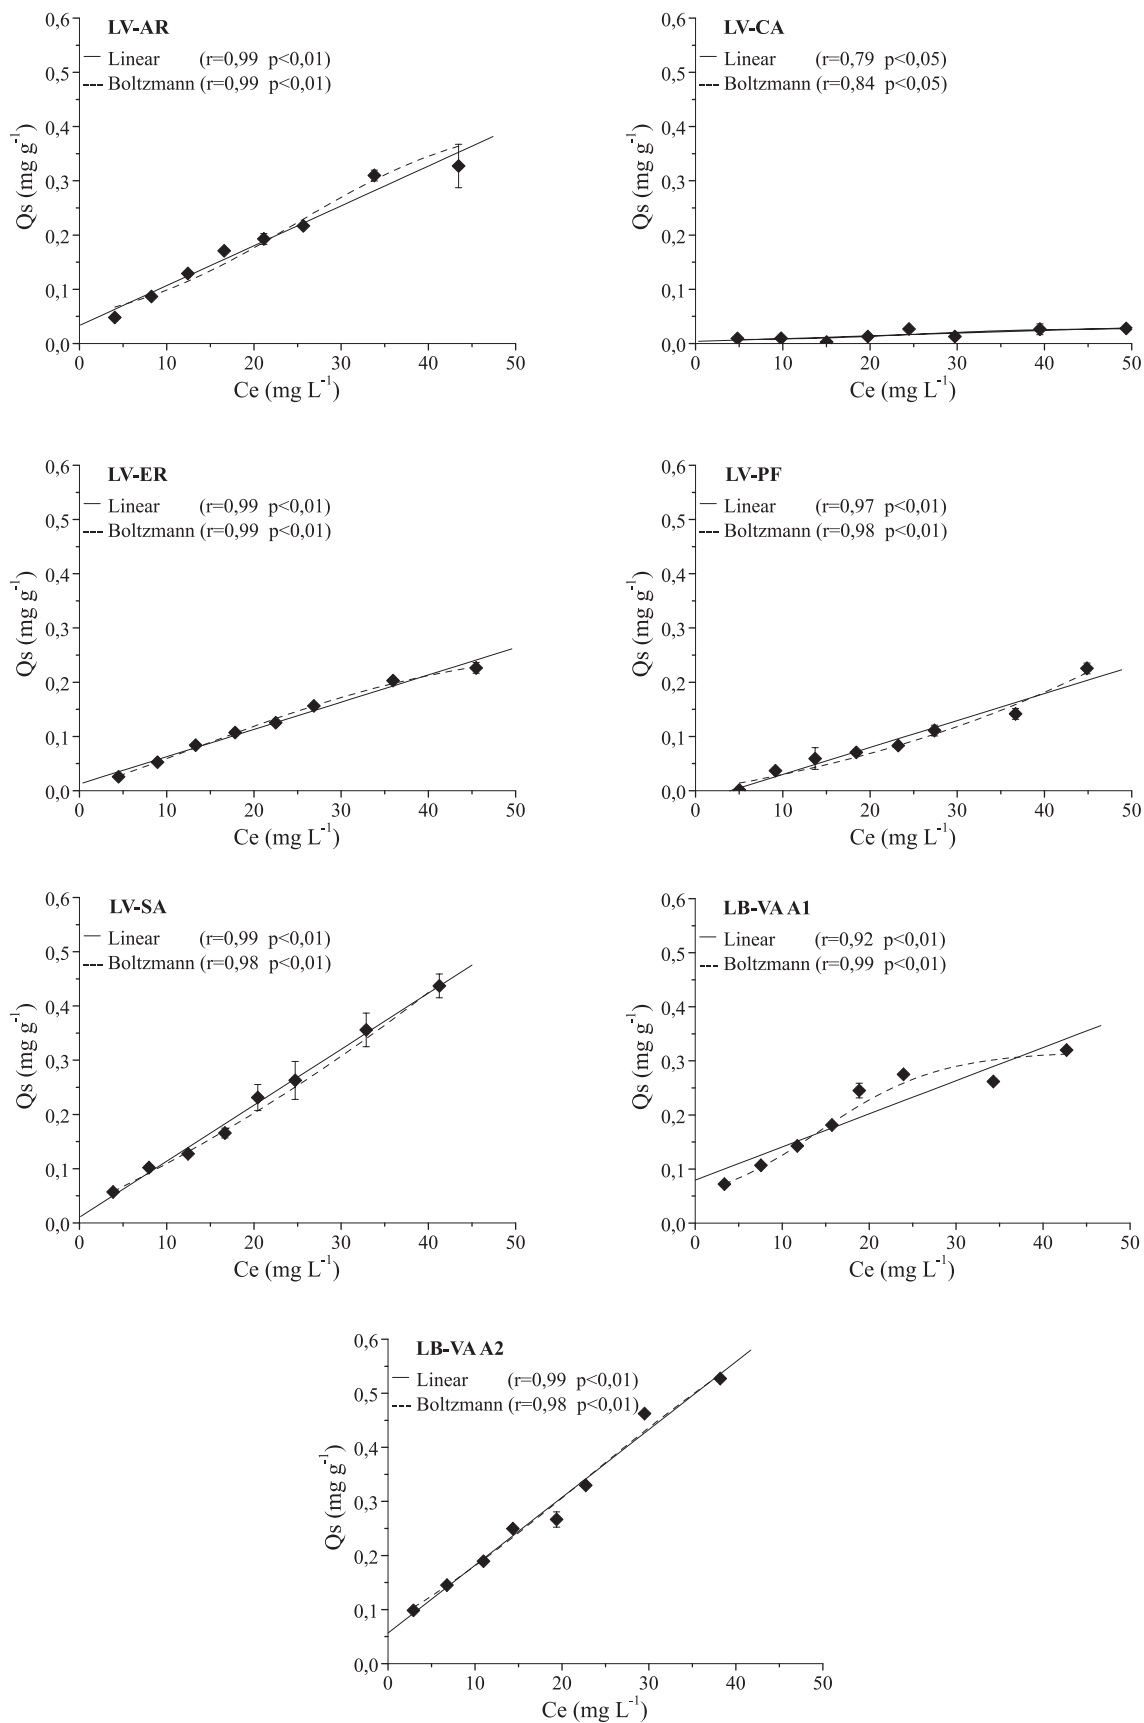 LV-AR
Linear (r=0,99 p<0,01)
Boltzmann (r=0,99 p<0,01)
0,6
0,5
0,4
0,3
0,2
0,1
0,0
Qs (mg g⁻¹)
0 10 20 30 40 50
Ce (mg L⁻¹)
LV-CA
Linear (r=0,79 p<0,05)
Boltzmann (r=0,84 p<0,05)
0,6
0,5
0,4
0,3
0,2
0,1
0,0
Qs (mg g⁻¹)
0 10 20 30 40 50
Ce (mg L⁻¹)
LV-ER
Linear (r=0,99 p<0,01)
Boltzmann (r=0,99 p<0,01)
0,6
0,5
0,4
0,3
0,2
0,1
0,0
Qs (mg g⁻¹)
0 10 20 30 40 50
Ce (mg L⁻¹)
LV-PF
Linear (r=0,97 p<0,01)
Boltzmann (r=0,98 p<0,01)
0,6
0,5
0,4
0,3
0,2
0,1
0,0
Qs (mg g⁻¹)
0 10 20 30 40 50
Ce (mg L⁻¹)
LV-SA
Linear (r=0,99 p<0,01)
Boltzmann (r=0,98 p<0,01)
0,6
0,5
0,4
0,3
0,2
0,1
0,0
Qs (mg g⁻¹)
0 10 20 30 40 50
Ce (mg L⁻¹)
LB-VA A1
Linear (r=0,92 p<0,01)
Boltzmann (r=0,99 p<0,01)
0,6
0,5
0,4
0,3
0,2
0,1
0,0
Qs (mg g⁻¹)
0 10 20 30 40 50
Ce (mg L⁻¹)
LB-VA A2
Linear (r=0,99 p<0,01)
Boltzmann (r=0,98 p<0,01)
0,6
0,5
0,4
0,3
0,2
0,1
0,0
Qs (mg g⁻¹)
0 10 20 30 40 50
Ce (mg L⁻¹)